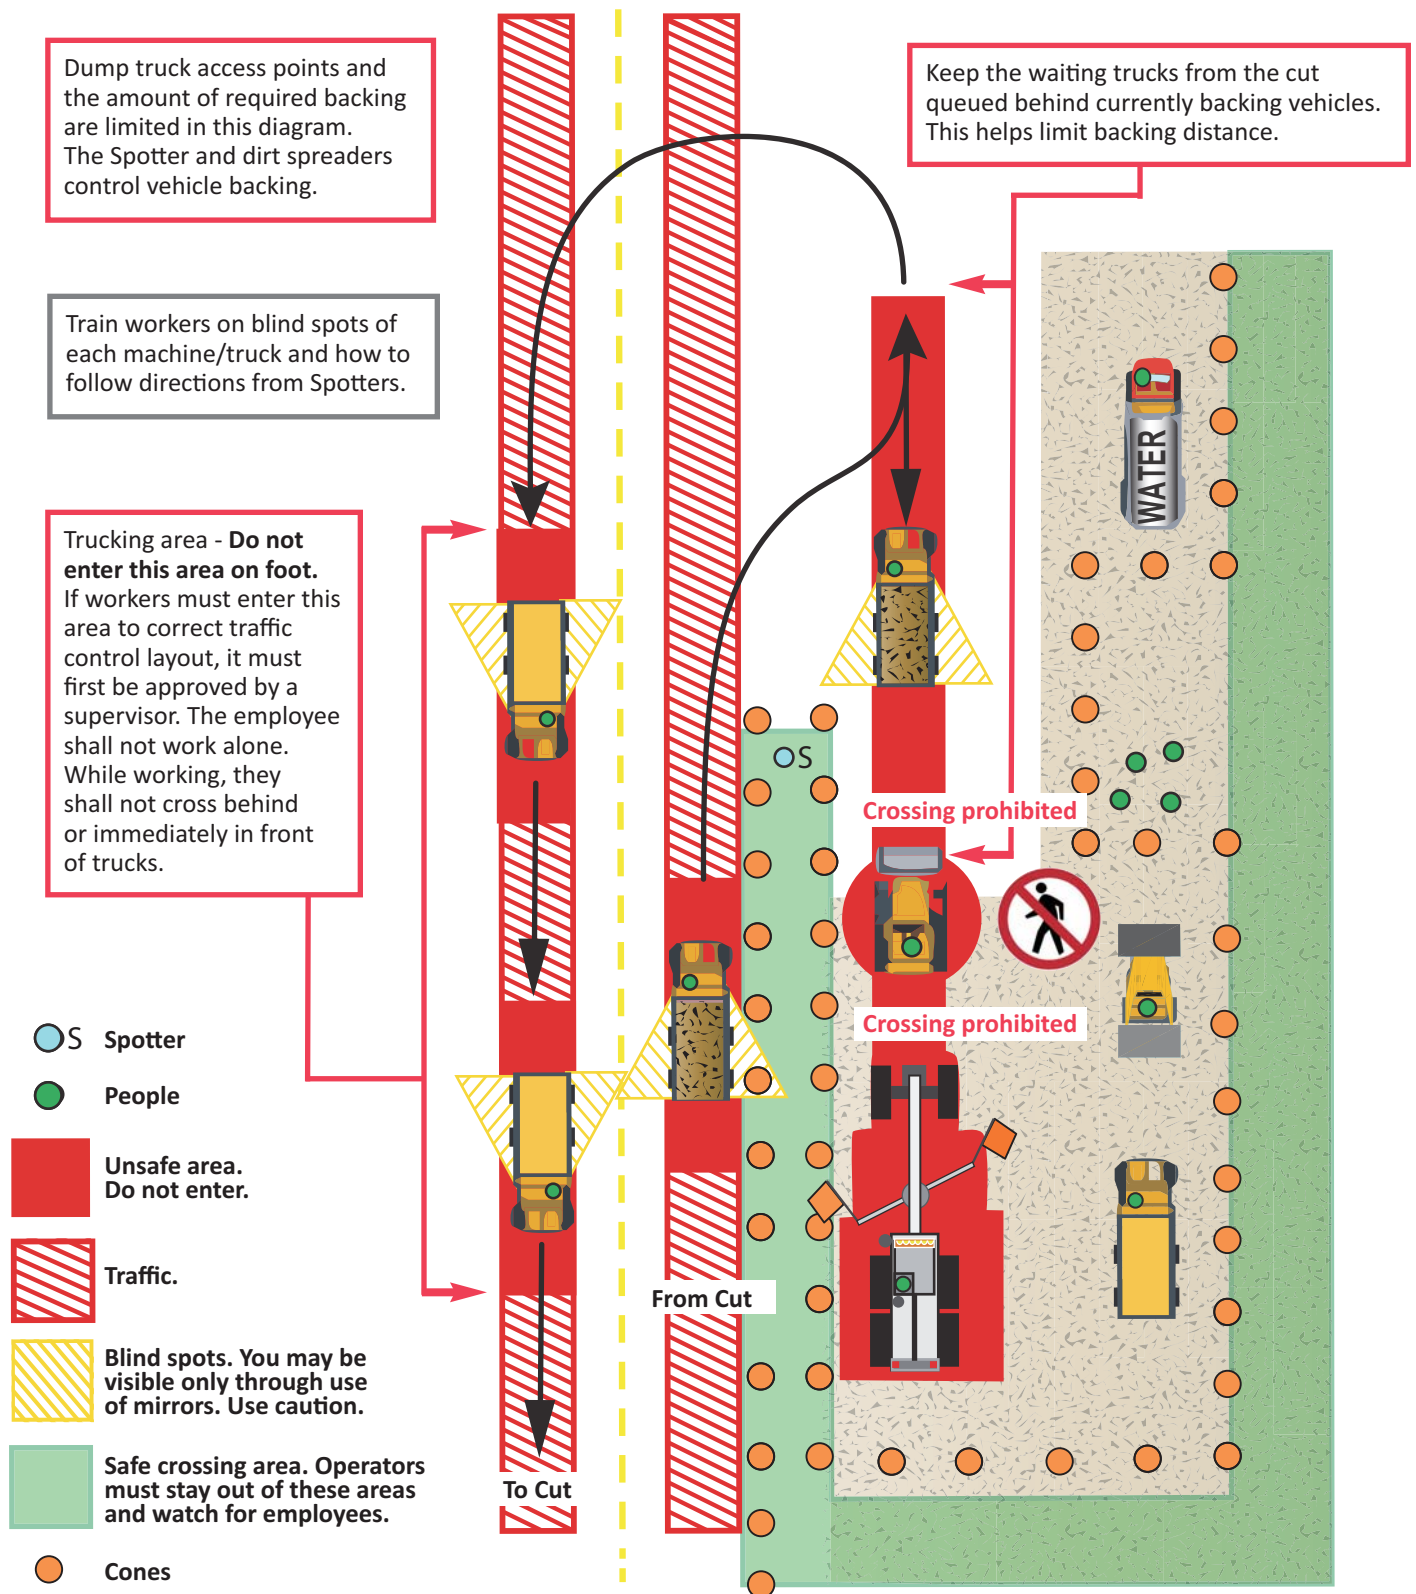 Dump truck access points and
the amount of required backing
are limited in this diagram.
The Spotter and dirt spreaders
control vehicle backing.
Keep the waiting trucks from the cut
queued behind currently backing vehicles.
This helps limit backing distance.
Train workers on blind spots of
each machine/truck and how to
follow directions from Spotters.
WATER
Trucking area - Do not
enter this area on foot.
If workers must enter this
area to correct traffic
control layout, it must
first be approved by a
supervisor. The employee
shall not work alone.
While working, they
shall not cross behind
or immediately in front
of trucks.
S
Crossing prohibited
Crossing prohibited
S Spotter
People
Unsafe area.
Do not enter.
Traffic.
From Cut
Blind spots. You may be
visible only through use
of mirrors. Use caution.
Safe crossing area. Operators
must stay out of these areas
and watch for employees.
To Cut
Cones